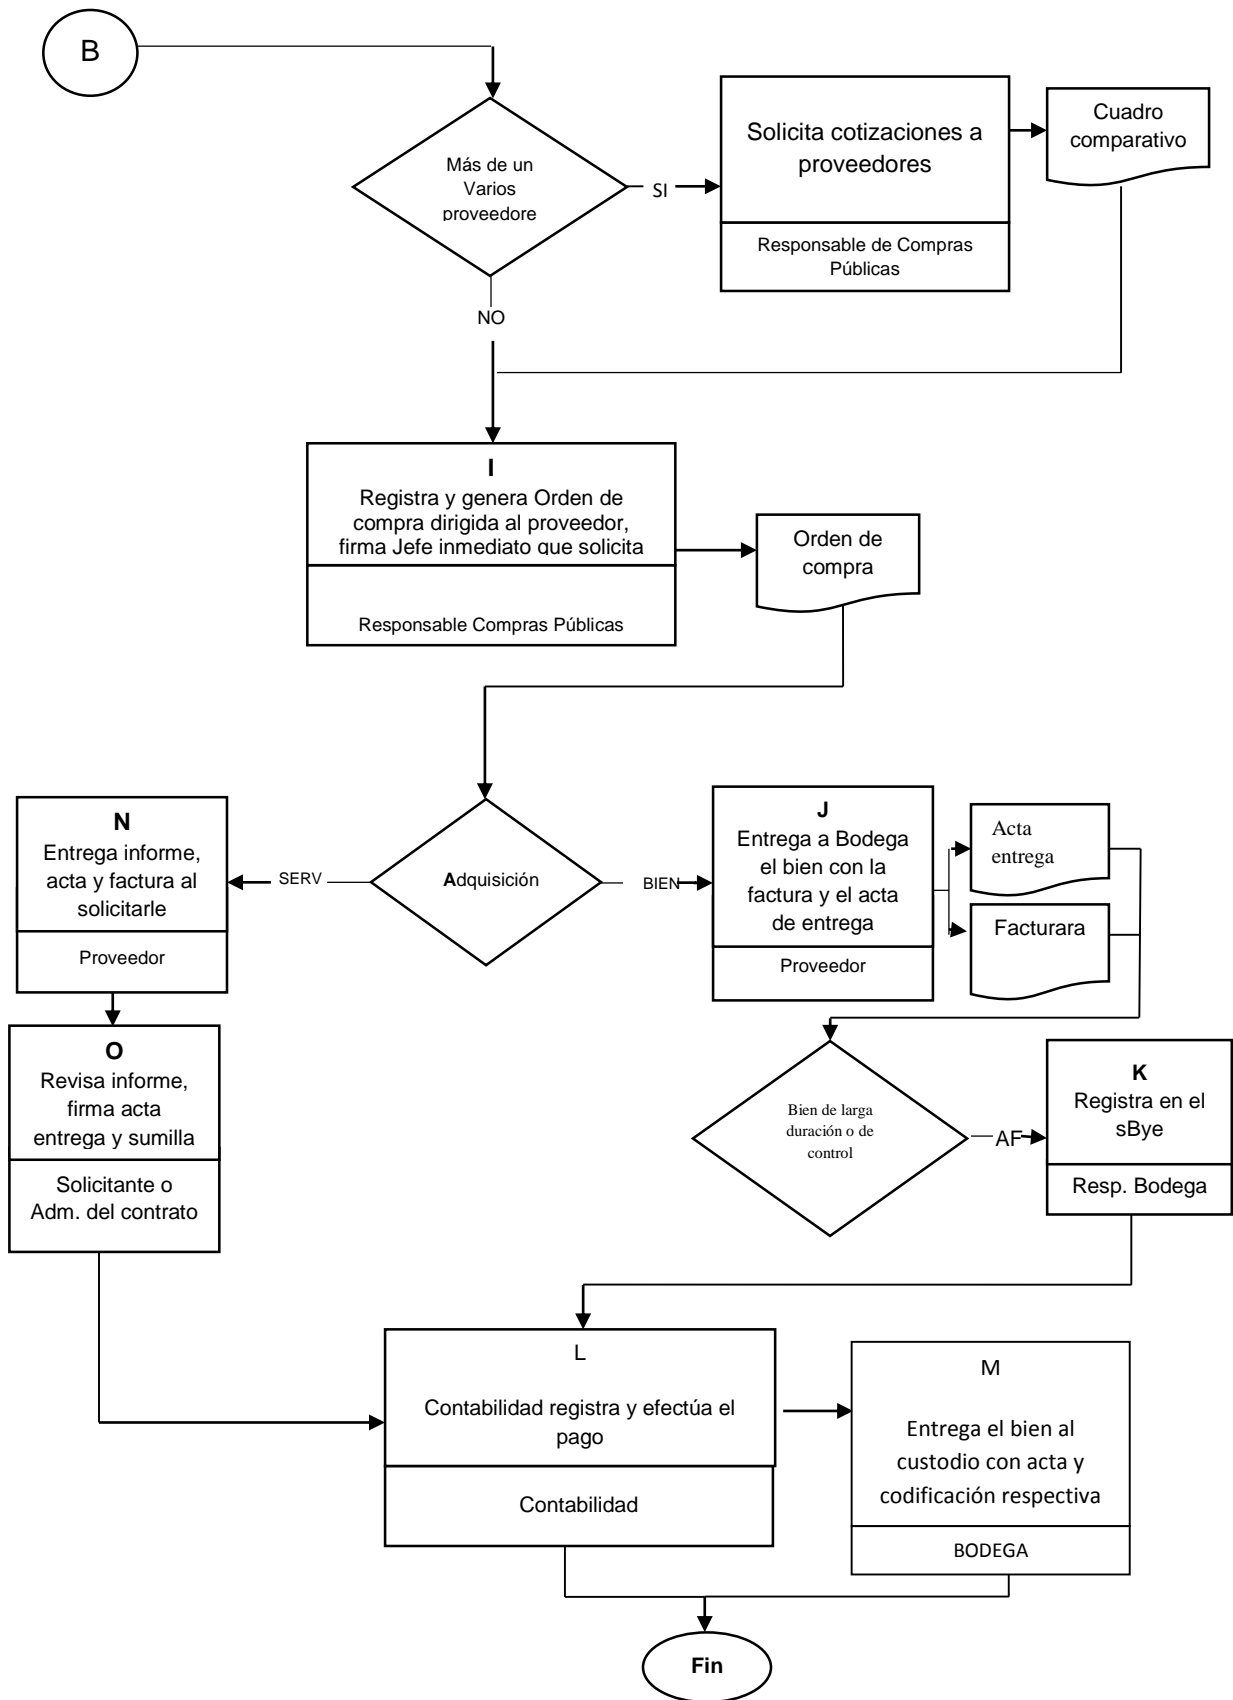 B
Más de un
Varios
proveedore
SI
Solicita cotizaciones a
proveedores
Responsable de Compras
Públicas
Cuadro
comparativo
NO
I
Registra y genera Orden de
compra dirigida al proveedor,
firma Jefe inmediato que solicita
Responsable Compras Públicas
Orden de
compra
N
Entrega informe,
acta y factura al
solicitarle
Proveedor
SERV
Adquisición
BIEN
J
Entrega a Bodega
el bien con la
factura y el acta
de entrega
Proveedor
Acta
entrega
Facturara
O
Revisa informe,
firma acta
entrega y sumilla
Solicitante o
Adm. del contrato
Bien de larga
duración o de
control
AF
K
Registra en el
sBye
Resp. Bodega
L
Contabilidad registra y efectúa el
pago
Contabilidad
M
Entrega el bien al
custodio con acta y
codificación respectiva
BODEGA
Fin